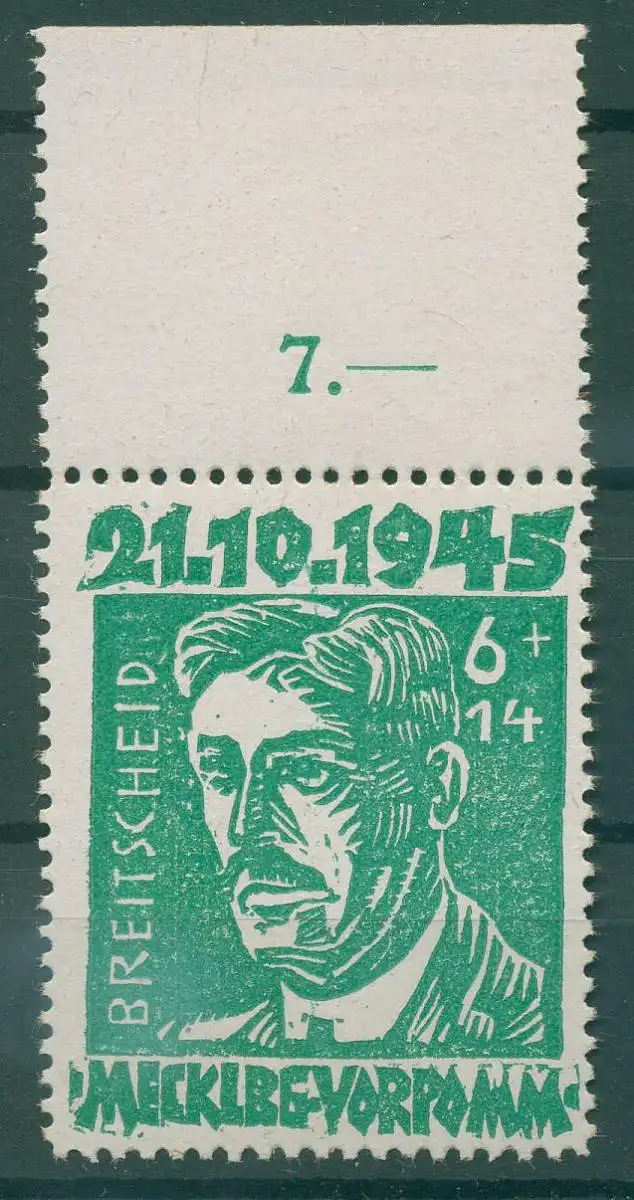 7.—
21.10.1945
BREITSCHEID
6 +
14
MECKLBG-VORPOMM